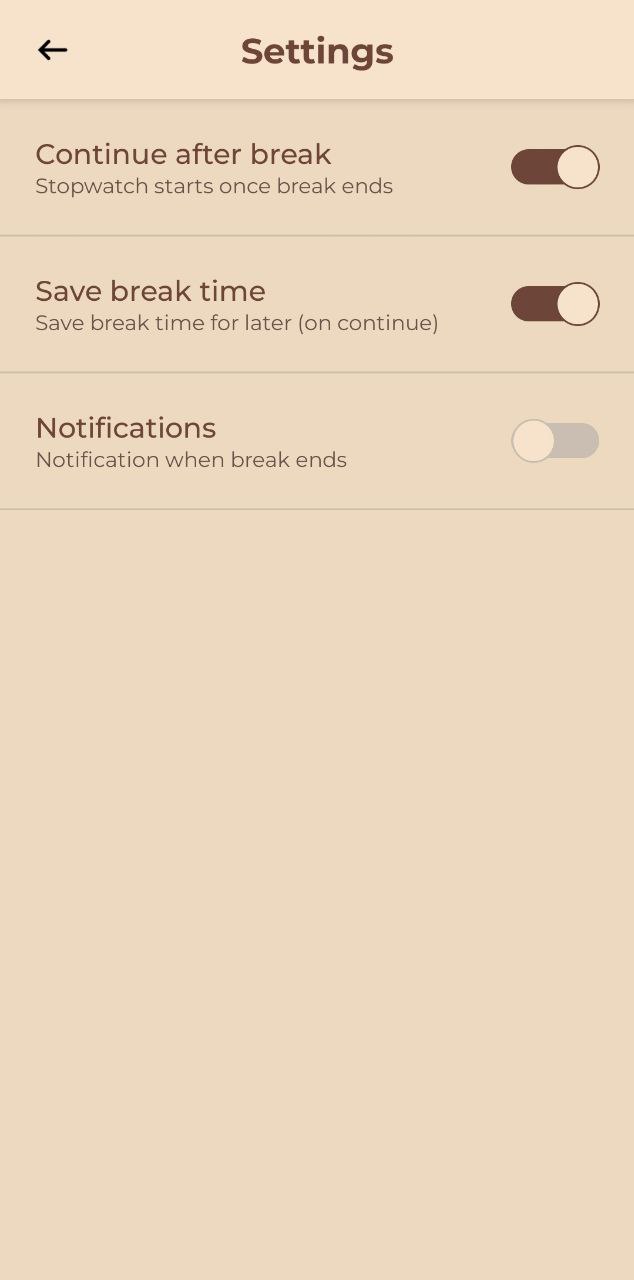 Settings
Continue after break
Stopwatch starts once break ends
Save break time
Save break time for later (on continue)
Notifications
Notification when break ends